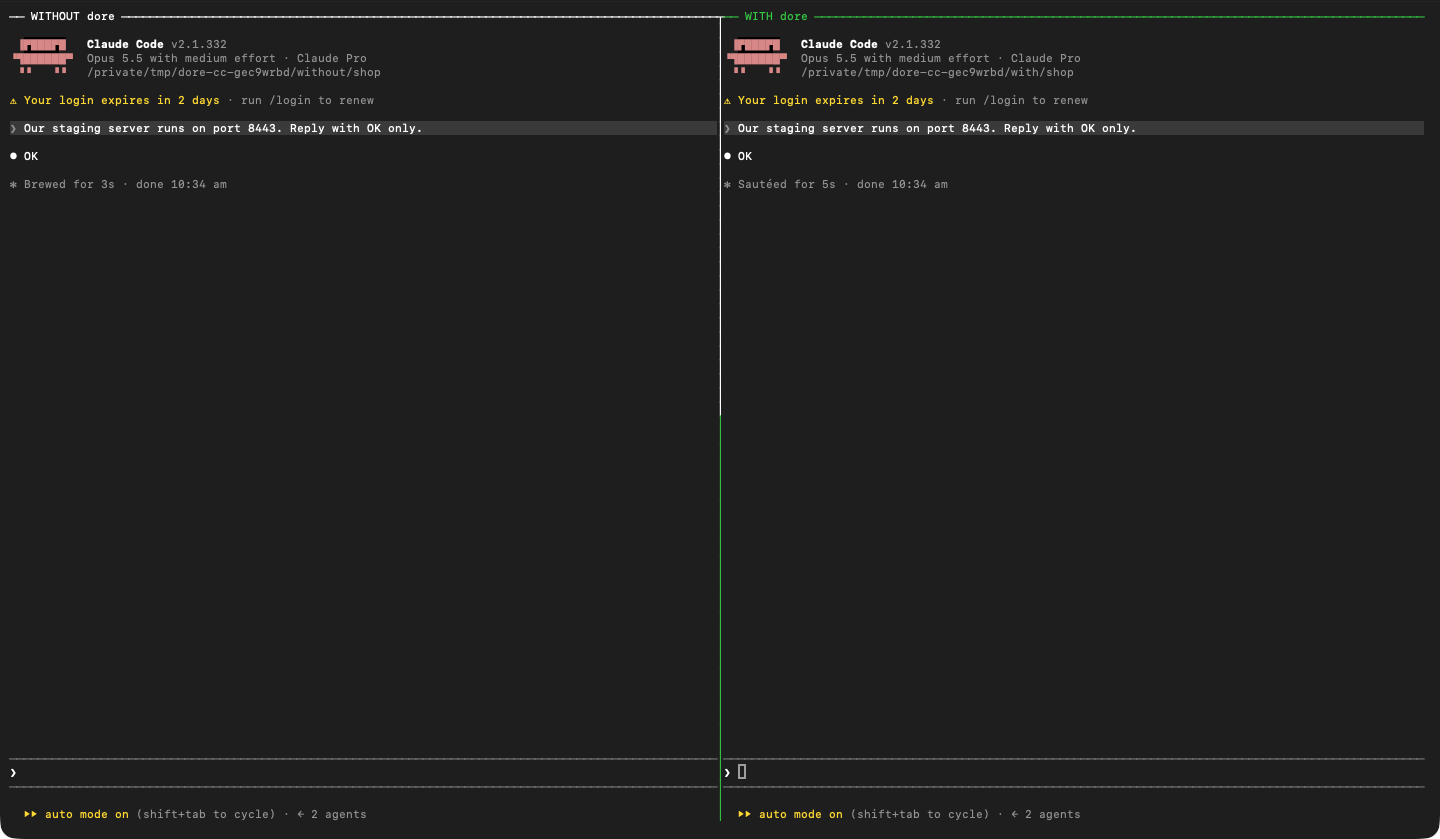 WITHOUT dore
Claude Code v2.1.332
Opus 5.5 with medium effort · Claude Pro
/private/tmp/dore-cc-gec9wrbd/without/shop
⚠ Your login expires in 2 days · run /login to renew
❯ Our staging server runs on port 8443. Reply with OK only.
● OK
✻ Brewed for 3s · done 10:34 am
❯
⏵⏵ auto mode on (shift+tab to cycle) · ← 2 agents
WITH dore
Claude Code v2.1.332
Opus 5.5 with medium effort · Claude Pro
/private/tmp/dore-cc-gec9wrbd/with/shop
⚠ Your login expires in 2 days · run /login to renew
❯ Our staging server runs on port 8443. Reply with OK only.
● OK
✻ Sautéed for 5s · done 10:34 am
❯
⏵⏵ auto mode on (shift+tab to cycle) · ← 2 agents